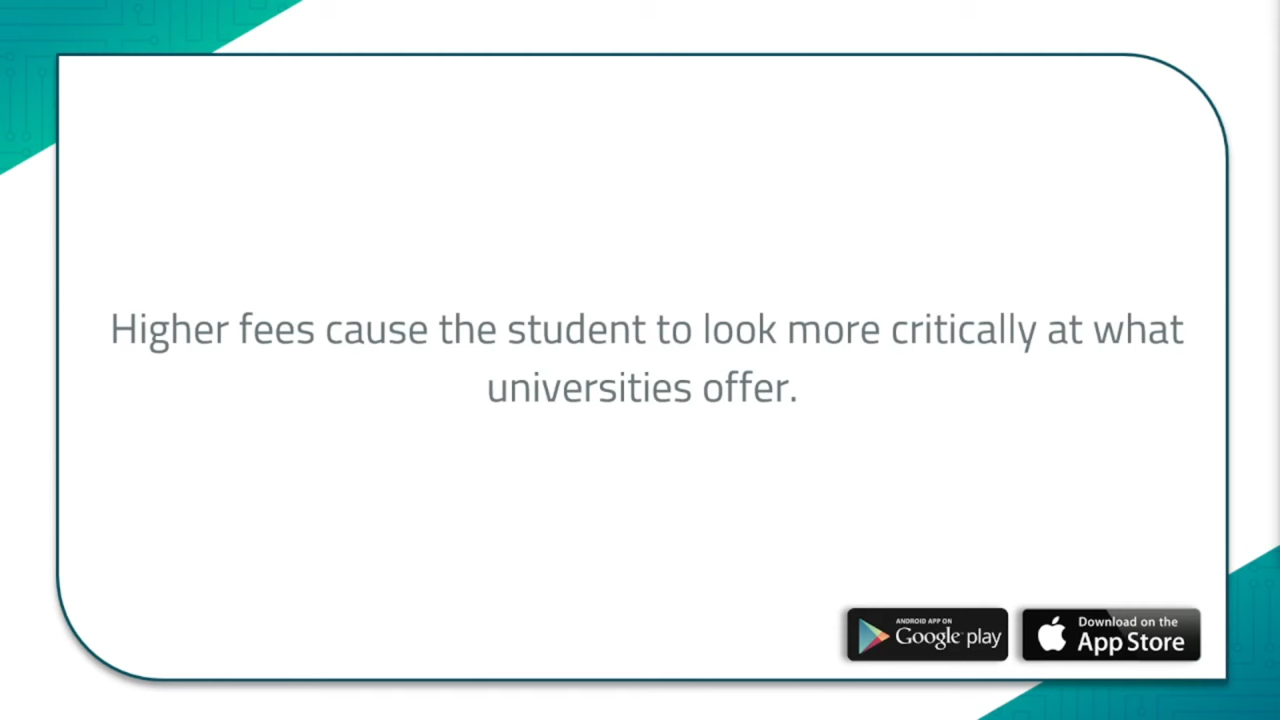 Higher fees cause the student to look more critically at what
universities offer.
ANDROID APP ON
Google play
Download on the
App Store